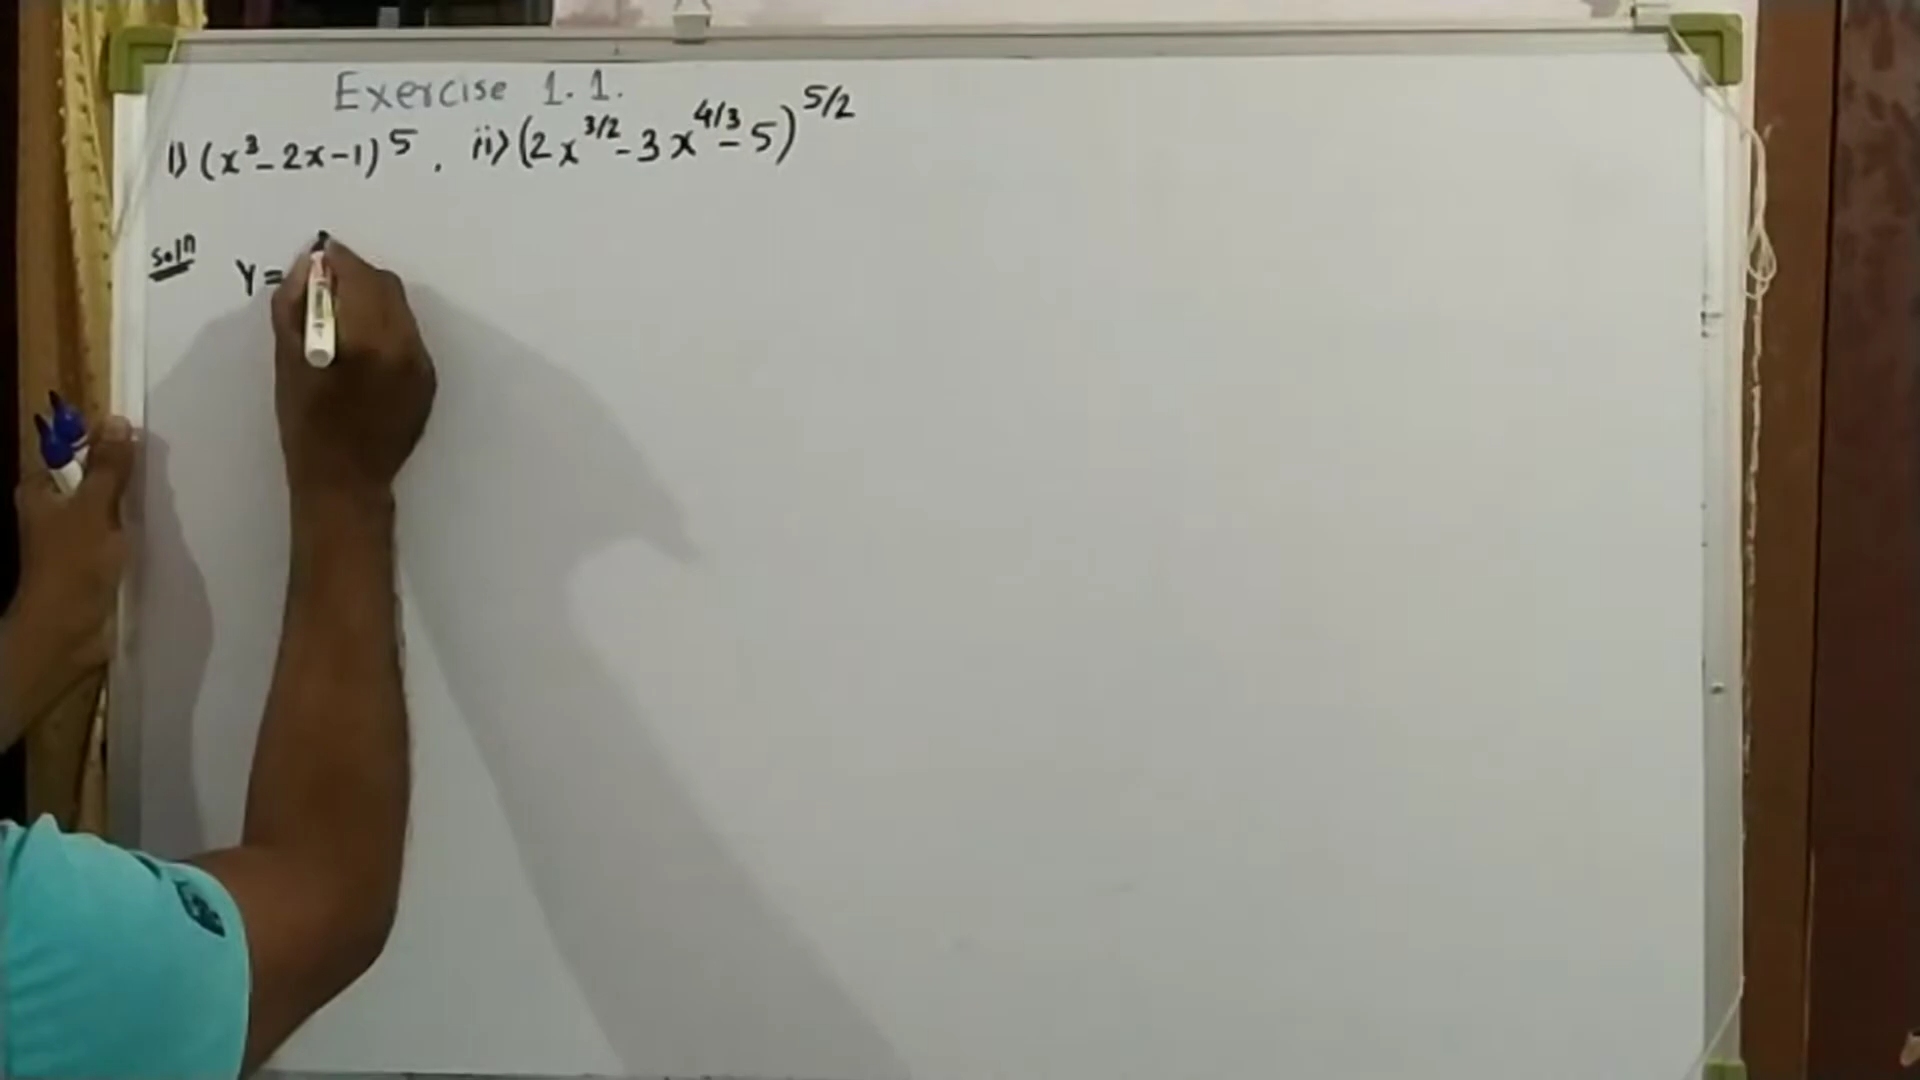 Exercise 1.1.
i) (x³-2x-1)⁵ , ii) (2x^3/2-3x^4/3-5)^5/2
Soln Y=